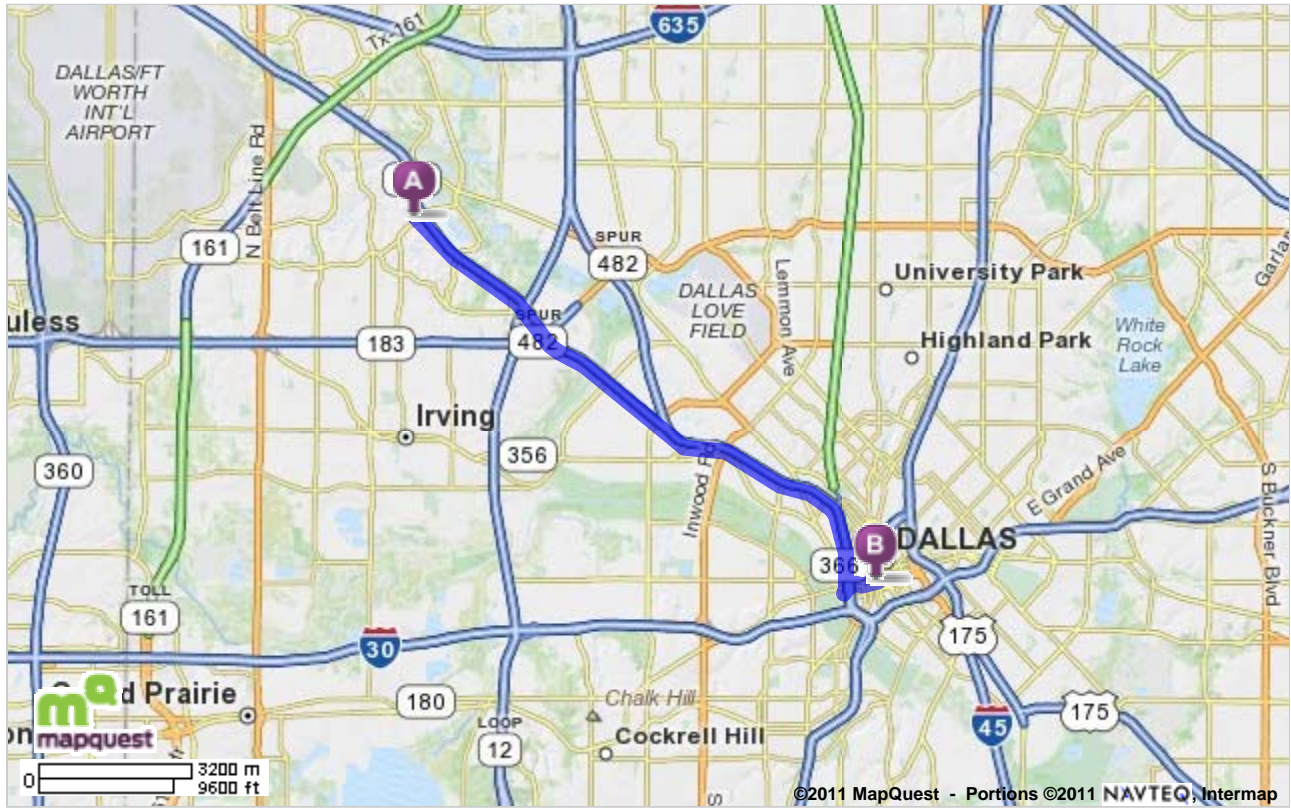 Tx-161
635
DALLAS/FT
WORTH
INT'L
AIRPORT
N Belt Line Rd
A
161
SPUR
482
University Park
Lemmon Ave
DALLAS
LOVE
FIELD
Highland Park
White
Rock
Lake
uless
183
SPUR
482
Irving
360
356
Inwood Rd
E Grand Ave
S Buckner Blvd
B
DALLAS
366
TOLL
161
30
175
d Prairie
180
Chalk Hill
LOOP
12
Cockrell Hill
45
175
mq
mapquest
0
3200 m
9600 ft
©2011 MapQuest - Portions ©2011 NAVTEQ, Intermap